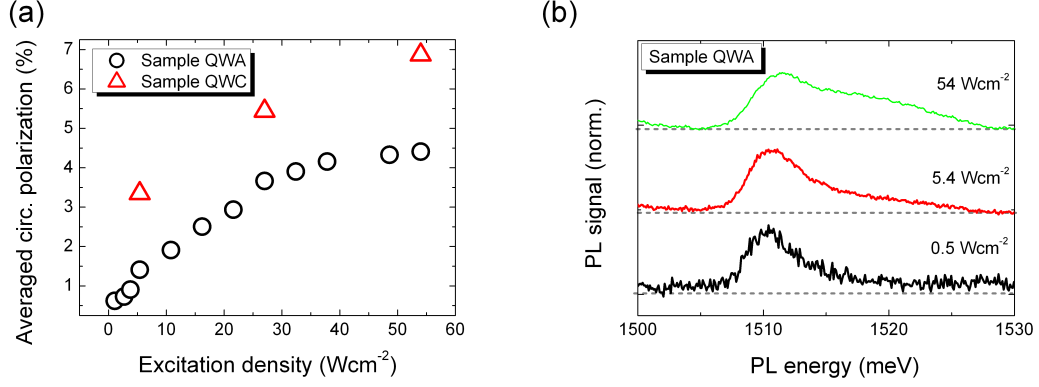 (a)
Averaged circ. polarization (%)
7
6
5
4
3
2
1
Sample QWA
Sample QWC
0 10 20 30 40 50 60
Excitation density (Wcm-2)
(b)
PL signal (norm.)
Sample QWA
54 Wcm-2
5.4 Wcm-2
0.5 Wcm-2
1500 1510 1520 1530
PL energy (meV)